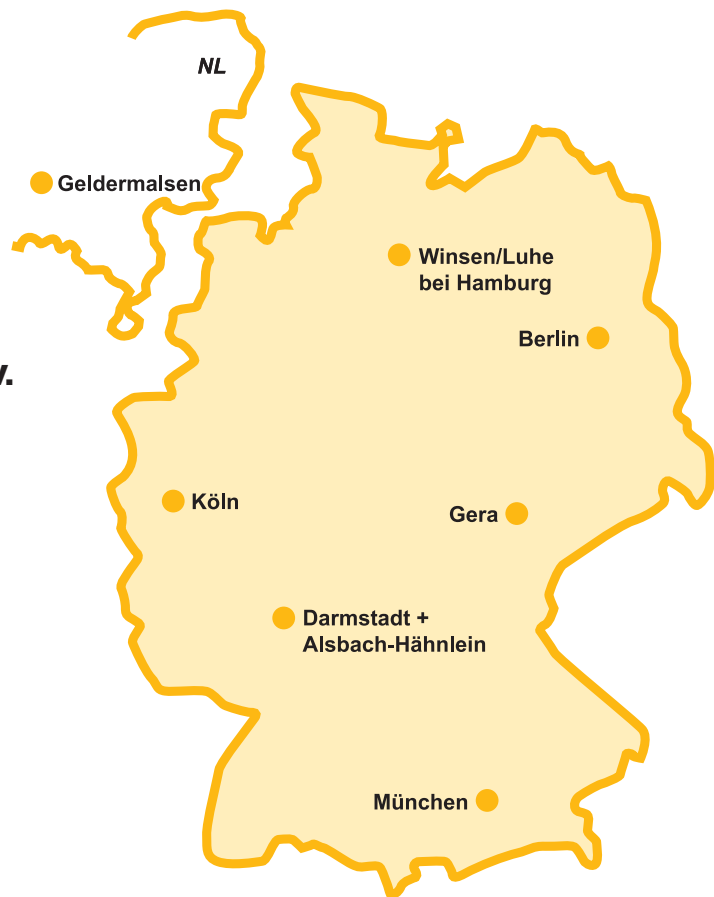 NL
Geldermalsen
Winsen/Luhe
bei Hamburg
Berlin
v.
Köln
Gera
Darmstadt +
Alsbach-Hähnlein
München